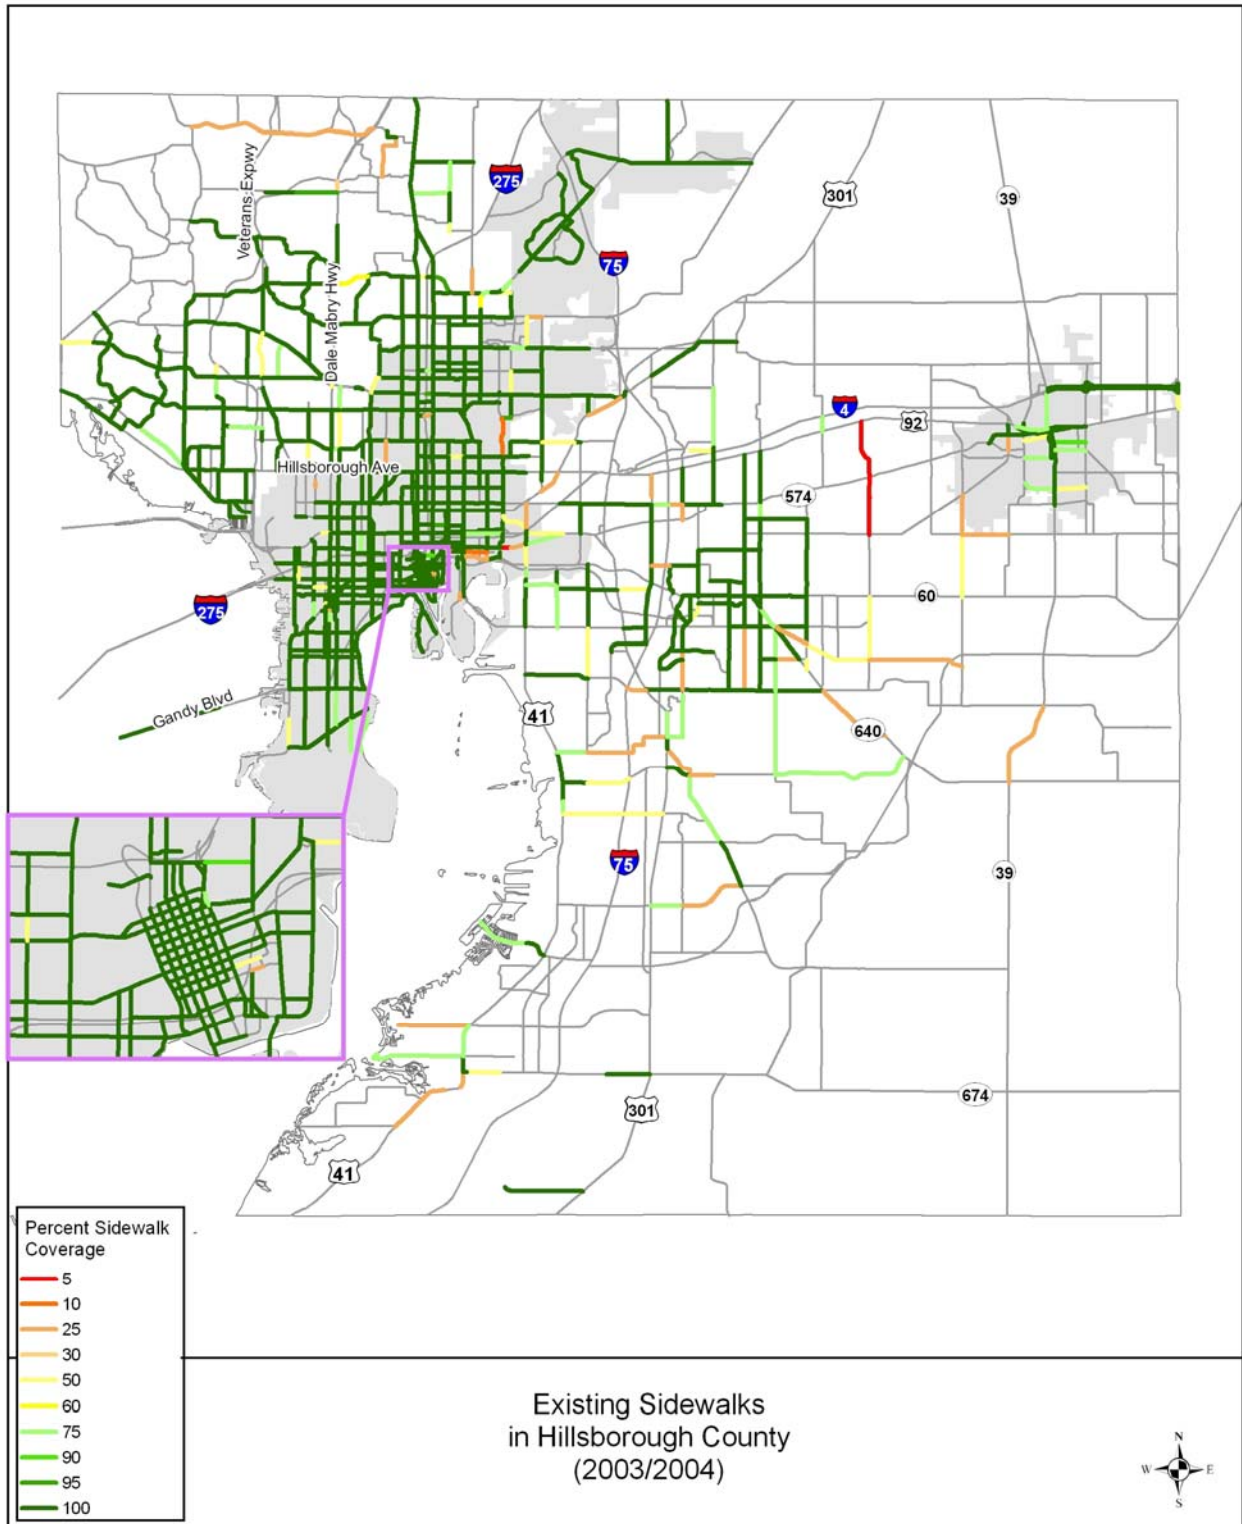 275
301
39
Veterans Expwy
75
Dale Mabry Hwy
4
92
Hillsborough Ave
574
60
275
Gandy Blvd
41
640
75
39
674
301
41
Percent Sidewalk
Coverage
5
10
25
30
50
60
75
90
95
100
Existing Sidewalks
in Hillsborough County
(2003/2004)
N
W E
S